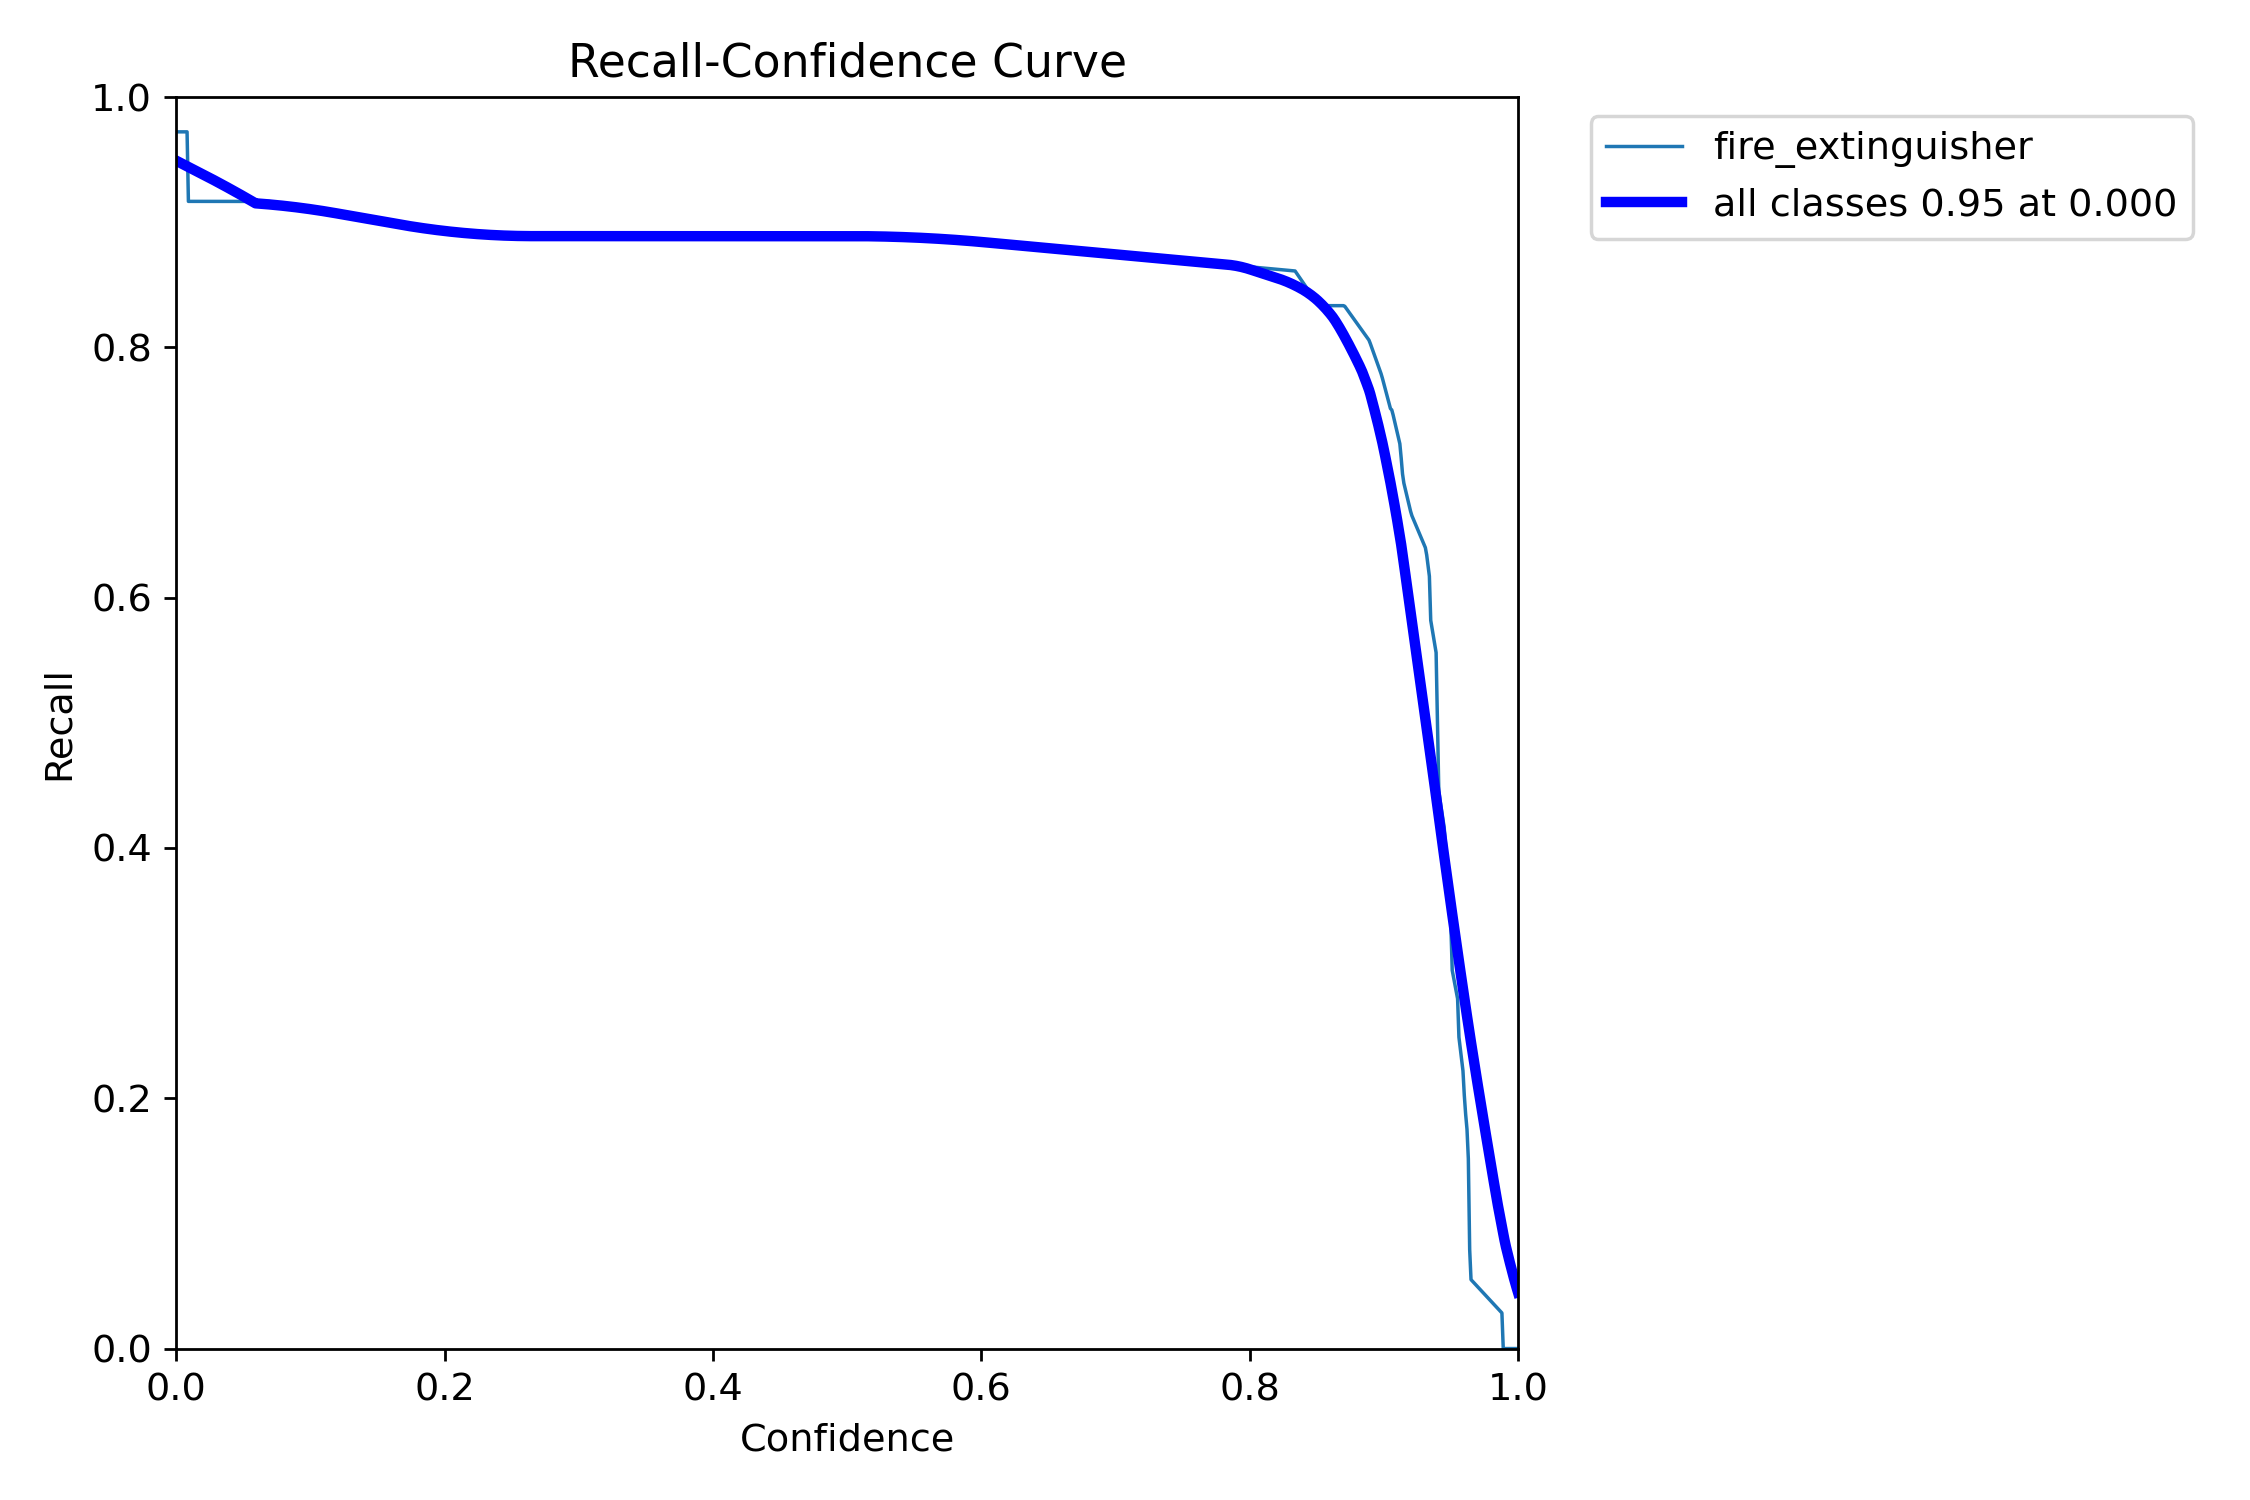 Recall-Confidence Curve
1.0
0.8
0.6
0.4
0.2
0.0
Recall
0.0 0.2 0.4 0.6 0.8 1.0
Confidence
fire_extinguisher
all classes 0.95 at 0.000